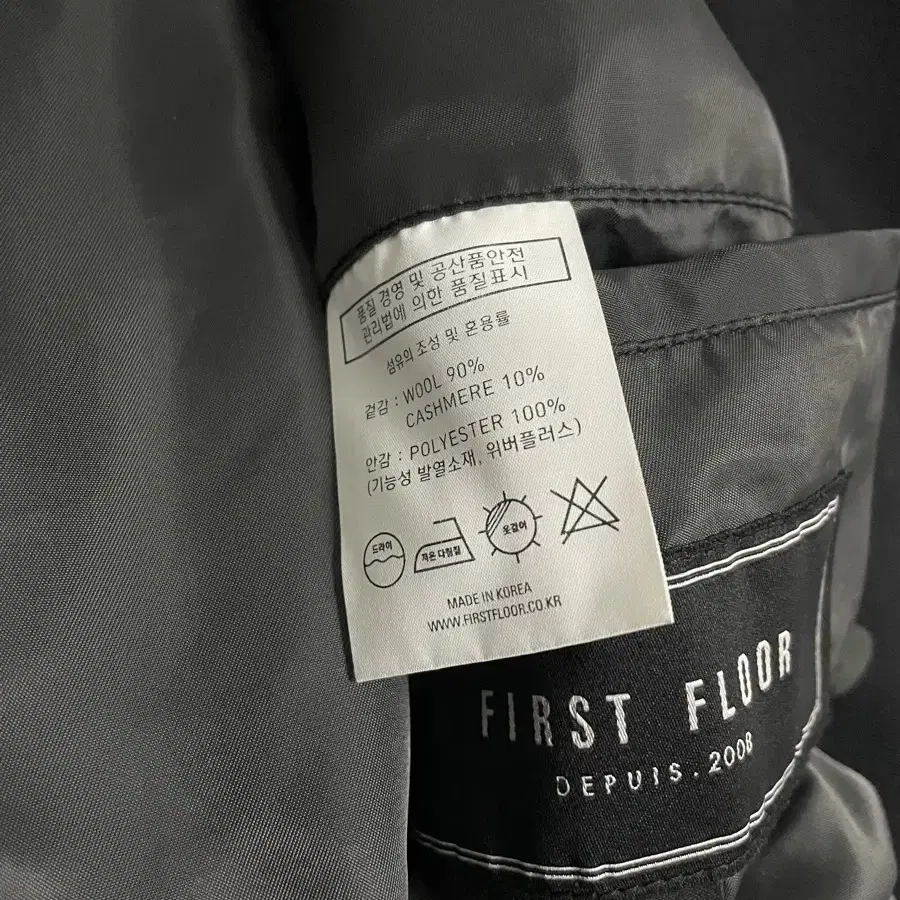 품질 경영 및 공산품안전
관리법에 의한 품질표시
섬유의 조성 및 혼용률
겉감 : WOOL 90%
CASHMERE 10%
안감 : POLYESTER 100%
(기능성 발열소재, 위버플러스)
드라이
저온 다림질
옷걸이
MADE IN KOREA
WWW.FIRSTFLOOR.CO.KR
FIRST FLOOR
DEPUIS. 2008